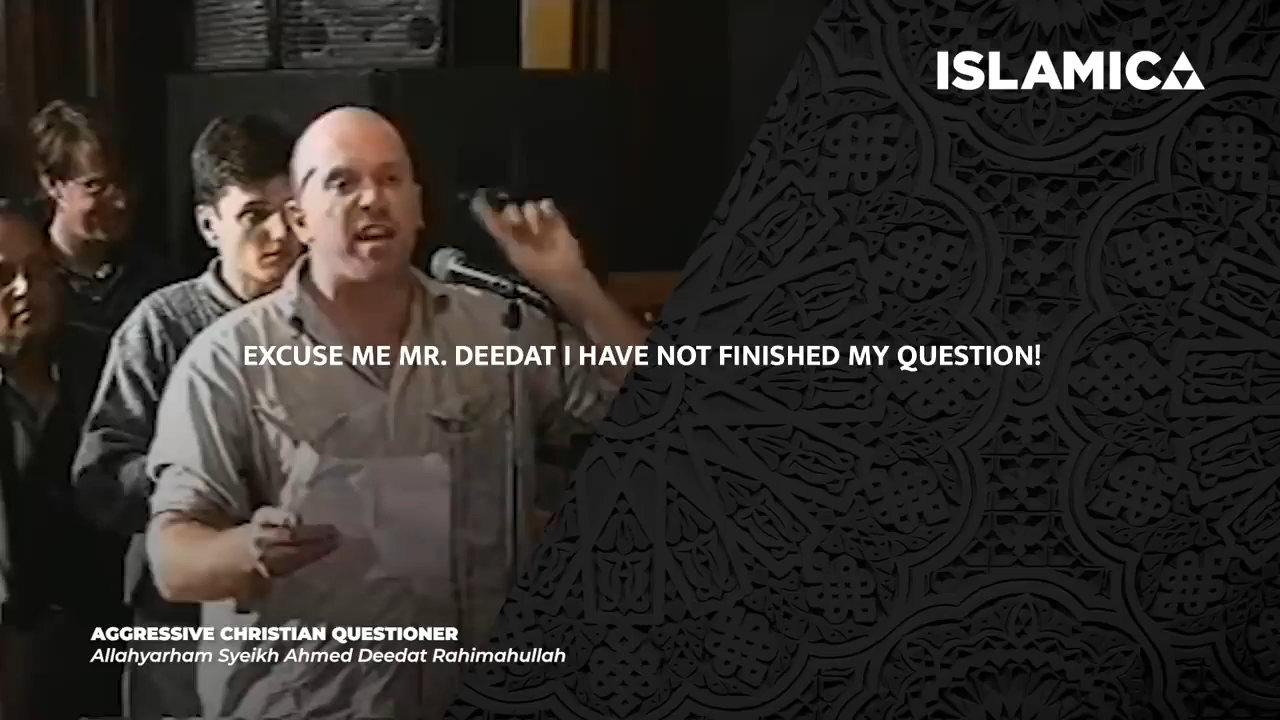 ISLAMICA
EXCUSE ME MR. DEEDAT I HAVE NOT FINISHED MY QUESTION!
AGGRESSIVE CHRISTIAN QUESTIONER
Allahyarham Syeikh Ahmed Deedat Rahimahullah